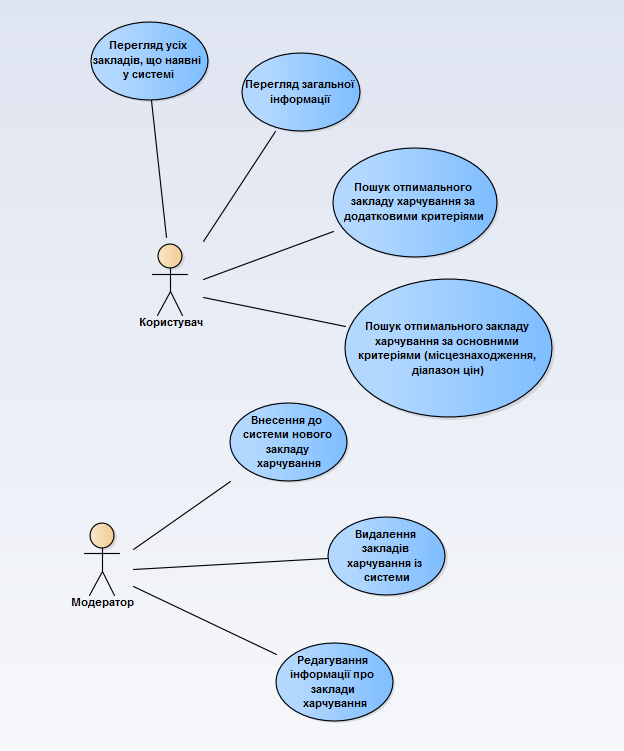 Перегляд усіх
закладів, що наявні
у системі
Перегляд загальної
інформації
Пошук отпимального
закладу харчування за
додатковими критеріями
Користувач
Пошук отпимального закладу
харчування за основними
критеріями (місцезнаходження,
діапазон цін)
Внесення до
системи нового
закладу
харчування
Модератор
Видалення
закладів
харчування із
системи
Редагування
інформації про
заклади
харчування